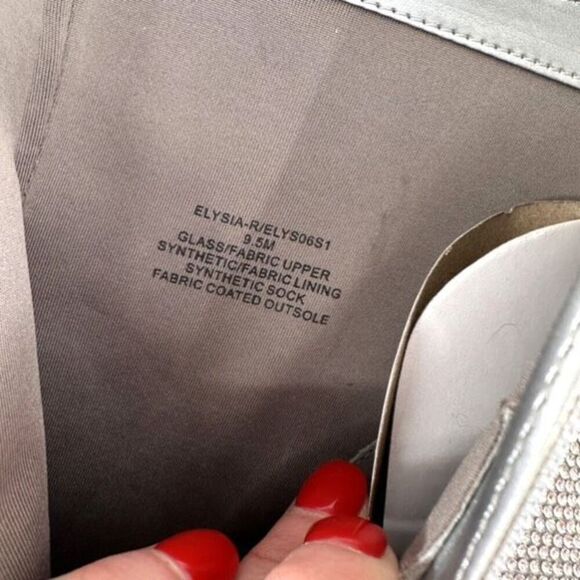 ELYSIA-R/ELYS06S1
9.5M
GLASS/FABRIC UPPER
SYNTHETIC/FABRIC LINING
SYNTHETIC SOCK
FABRIC COATED OUTSOLE